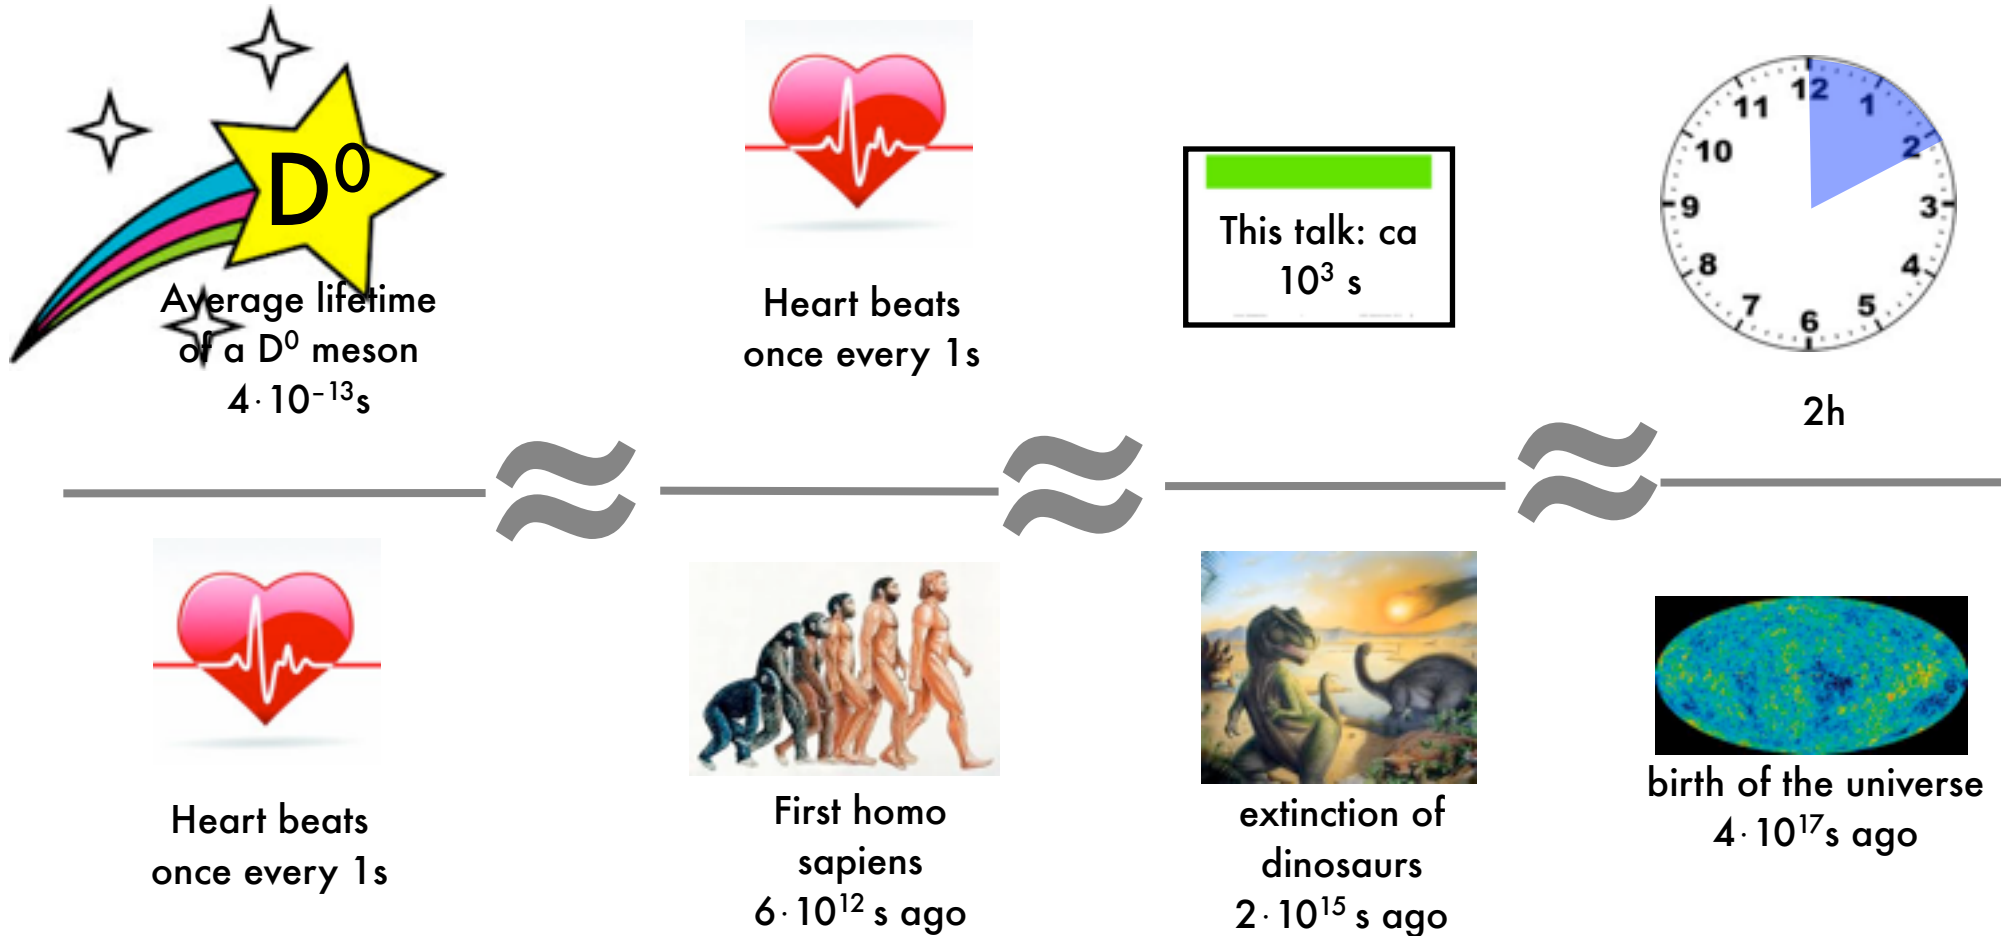 D⁰
Average lifetime
of a D⁰ meson
4·10⁻¹³s
Heart beats
once every 1s
This talk: ca
10³ s
12
1
2
3
4
5
6
7
8
9
10
11
2h
≈
≈
≈
Heart beats
once every 1s
First homo
sapiens
6·10¹² s ago
extinction of
dinosaurs
2·10¹⁵ s ago
birth of the universe
4·10¹⁷s ago